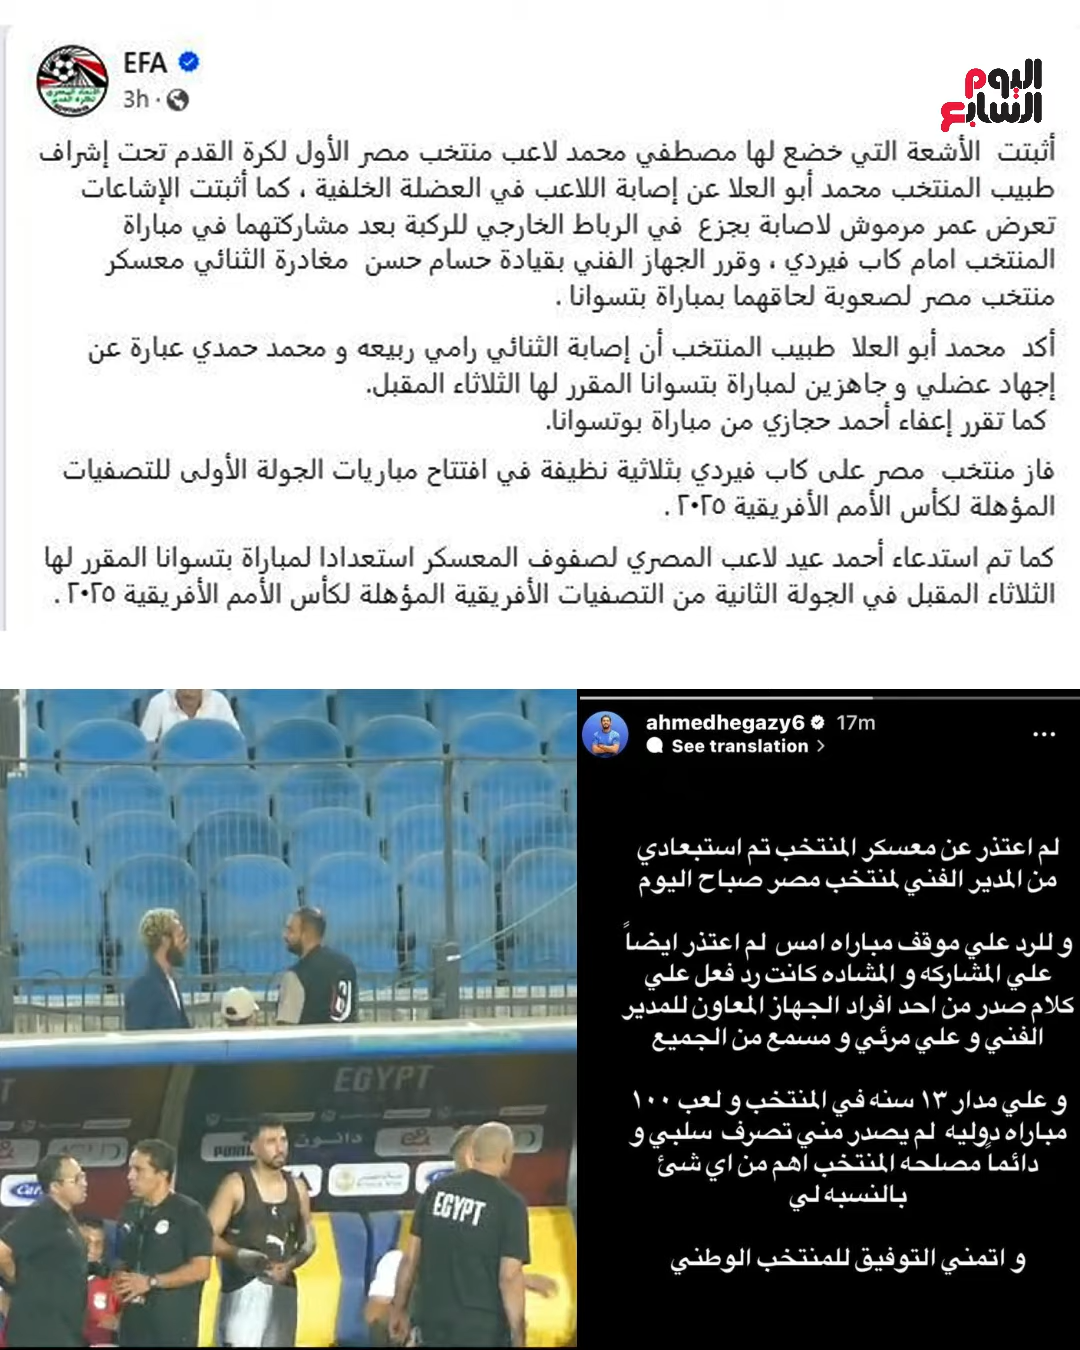 EFA
3h
اليوم
السابع
أثبتت الأشعة التي خضع لها مصطفي محمد لاعب منتخب مصر الأول لكرة القدم تحت إشراف
طبيب المنتخب محمد أبو العلا عن إصابة اللاعب في العضلة الخلفية ، كما أثبتت الإشاعات
تعرض عمر مرموش لاصابة بجزع في الرباط الخارجي للركبة بعد مشاركتهما في مباراة
المنتخب امام كاب فيردي ، وقرر الجهاز الفني بقيادة حسام حسن مغادرة الثنائي معسكر
منتخب مصر لصعوبة لحاقهما بمباراة بتسوانا .
أكد محمد أبو العلا طبيب المنتخب أن إصابة الثنائي رامي ربيعه و محمد حمدي عبارة عن
إجهاد عضلي و جاهزين لمباراة بتسوانا المقرر لها الثلاثاء المقبل.
كما تقرر إعفاء أحمد حجازي من مباراة بوتسوانا.
فاز منتخب مصر على كاب فيردي بثلاثية نظيفة في افتتاح مباريات الجولة الأولى للتصفيات
المؤهلة لكأس الأمم الأفريقية ٢٠٢٥ .
كما تم استدعاء أحمد عيد لاعب المصري لصفوف المعسكر استعدادا لمباراة بتسوانا المقرر لها
الثلاثاء المقبل في الجولة الثانية من التصفيات الأفريقية المؤهلة لكأس الأمم الأفريقية ٢٠٢٥ .
ahmedhegazy6 17m
See translation
لم اعتذر عن معسكر المنتخب تم استبعادي
من المدير الفني لمنتخب مصر صباح اليوم
و للرد علي موقف مباراه امس لم اعتذر ايضاً
علي المشاركه و المشاده كانت رد فعل علي
كلام صدر من احد افراد الجهاز المعاون للمدير
الفني و علي مرئي و مسمع من الجميع
و علي مدار ١٣ سنه في المنتخب و لعب ١٠٠
مباراه دوليه لم يصدر مني تصرف سلبي و
دائماً مصلحه المنتخب اهم من اي شئ
بالنسبه لي
و اتمني التوفيق للمنتخب الوطني
EGYPT
دانون
EGYPT